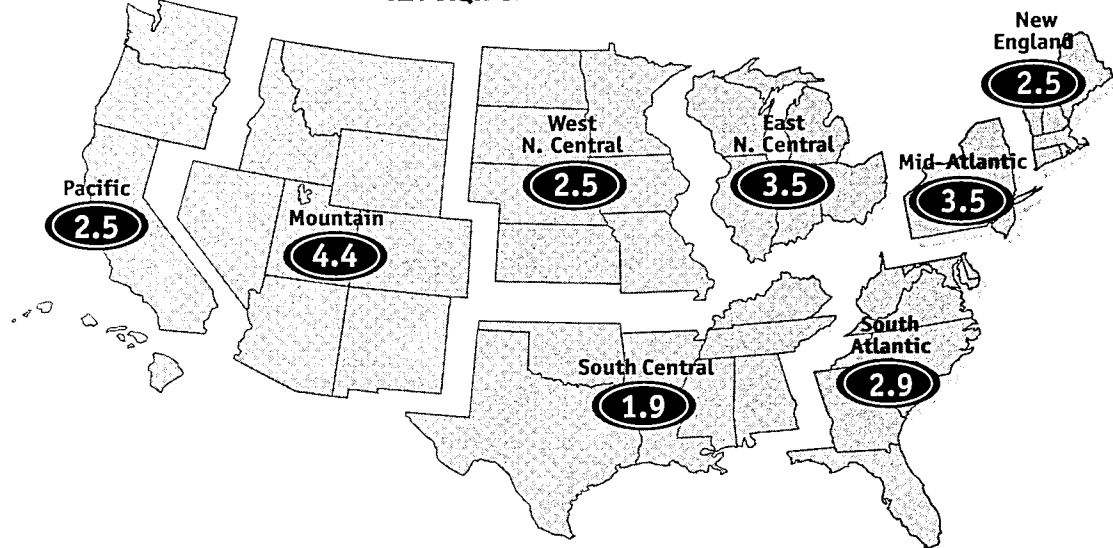 New
England
2.5
West
N. Central
2.5
East
N. Central
3.5
Mid-Atlantic
3.5
Pacific
2.5
Mountain
4.4
South
Atlantic
2.9
South Central
1.9